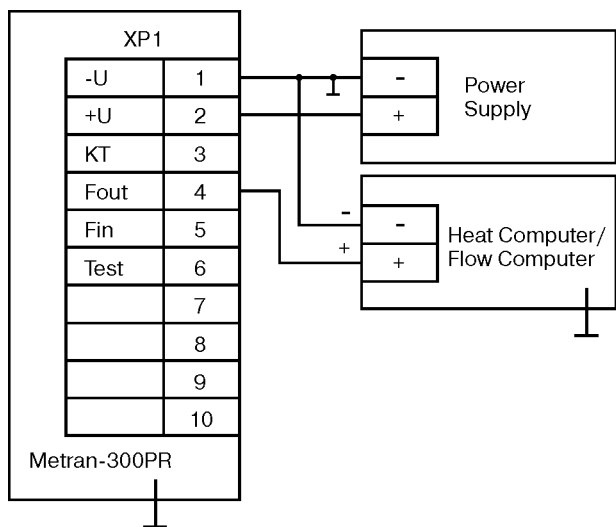 XP1
-U 1
+U 2
KT 3
Fout 4
Fin 5
Test 6
7
8
9
10
Metran-300PR
-
+
Power
Supply
-
+
-
+
Heat Computer/
Flow Computer